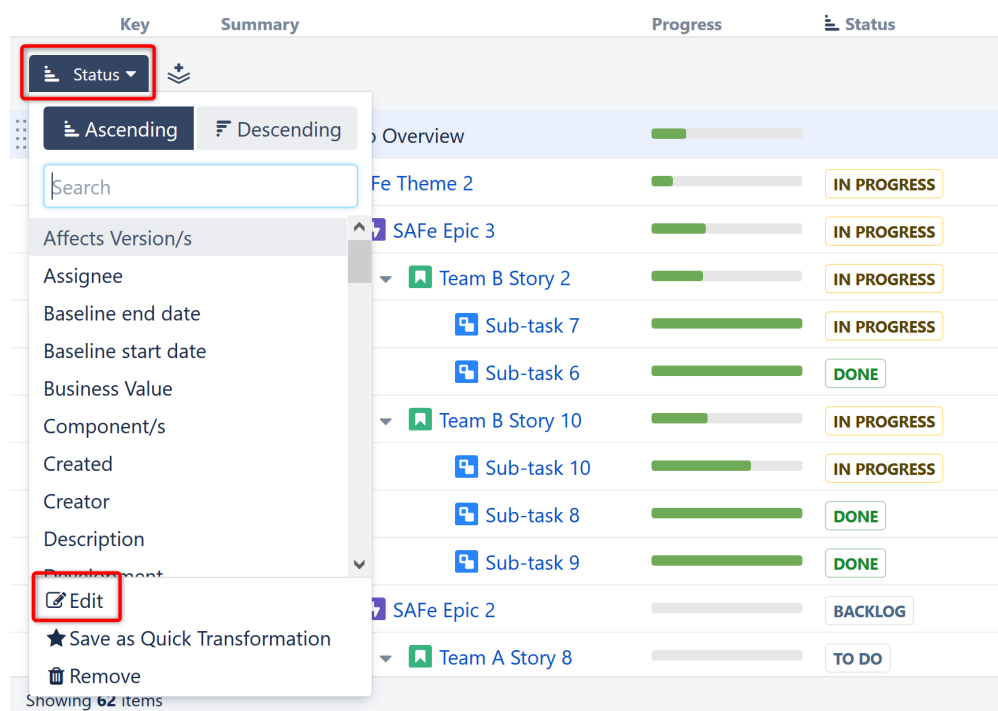 Key Summary Progress Status
Status
Ascending Descending
Search
Affects Version/s
Assignee
Baseline end date
Baseline start date
Business Value
Component/s
Created
Creator
Description
Development
Edit
Save as Quick Transformation
Remove
Overview
Fe Theme 2 IN PROGRESS
SAFe Epic 3 IN PROGRESS
Team B Story 2 IN PROGRESS
Sub-task 7 IN PROGRESS
Sub-task 6 DONE
Team B Story 10 IN PROGRESS
Sub-task 10 IN PROGRESS
Sub-task 8 DONE
Sub-task 9 DONE
SAFe Epic 2 BACKLOG
Team A Story 8 TO DO
Showing 62 items